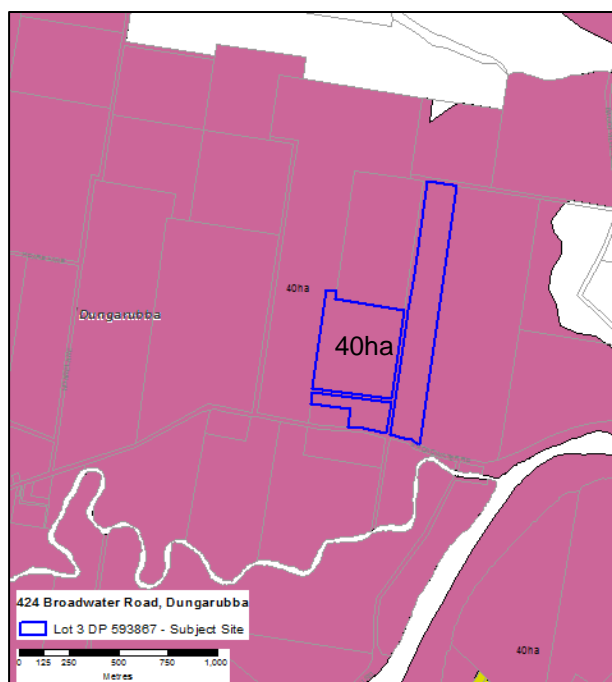 40ha
Dungarubba
40ha
424 Broadwater Road, Dungarubba
Lot 3 DP 593867 - Subject Site
0 125 250 500 750 1,000
Metres
40ha